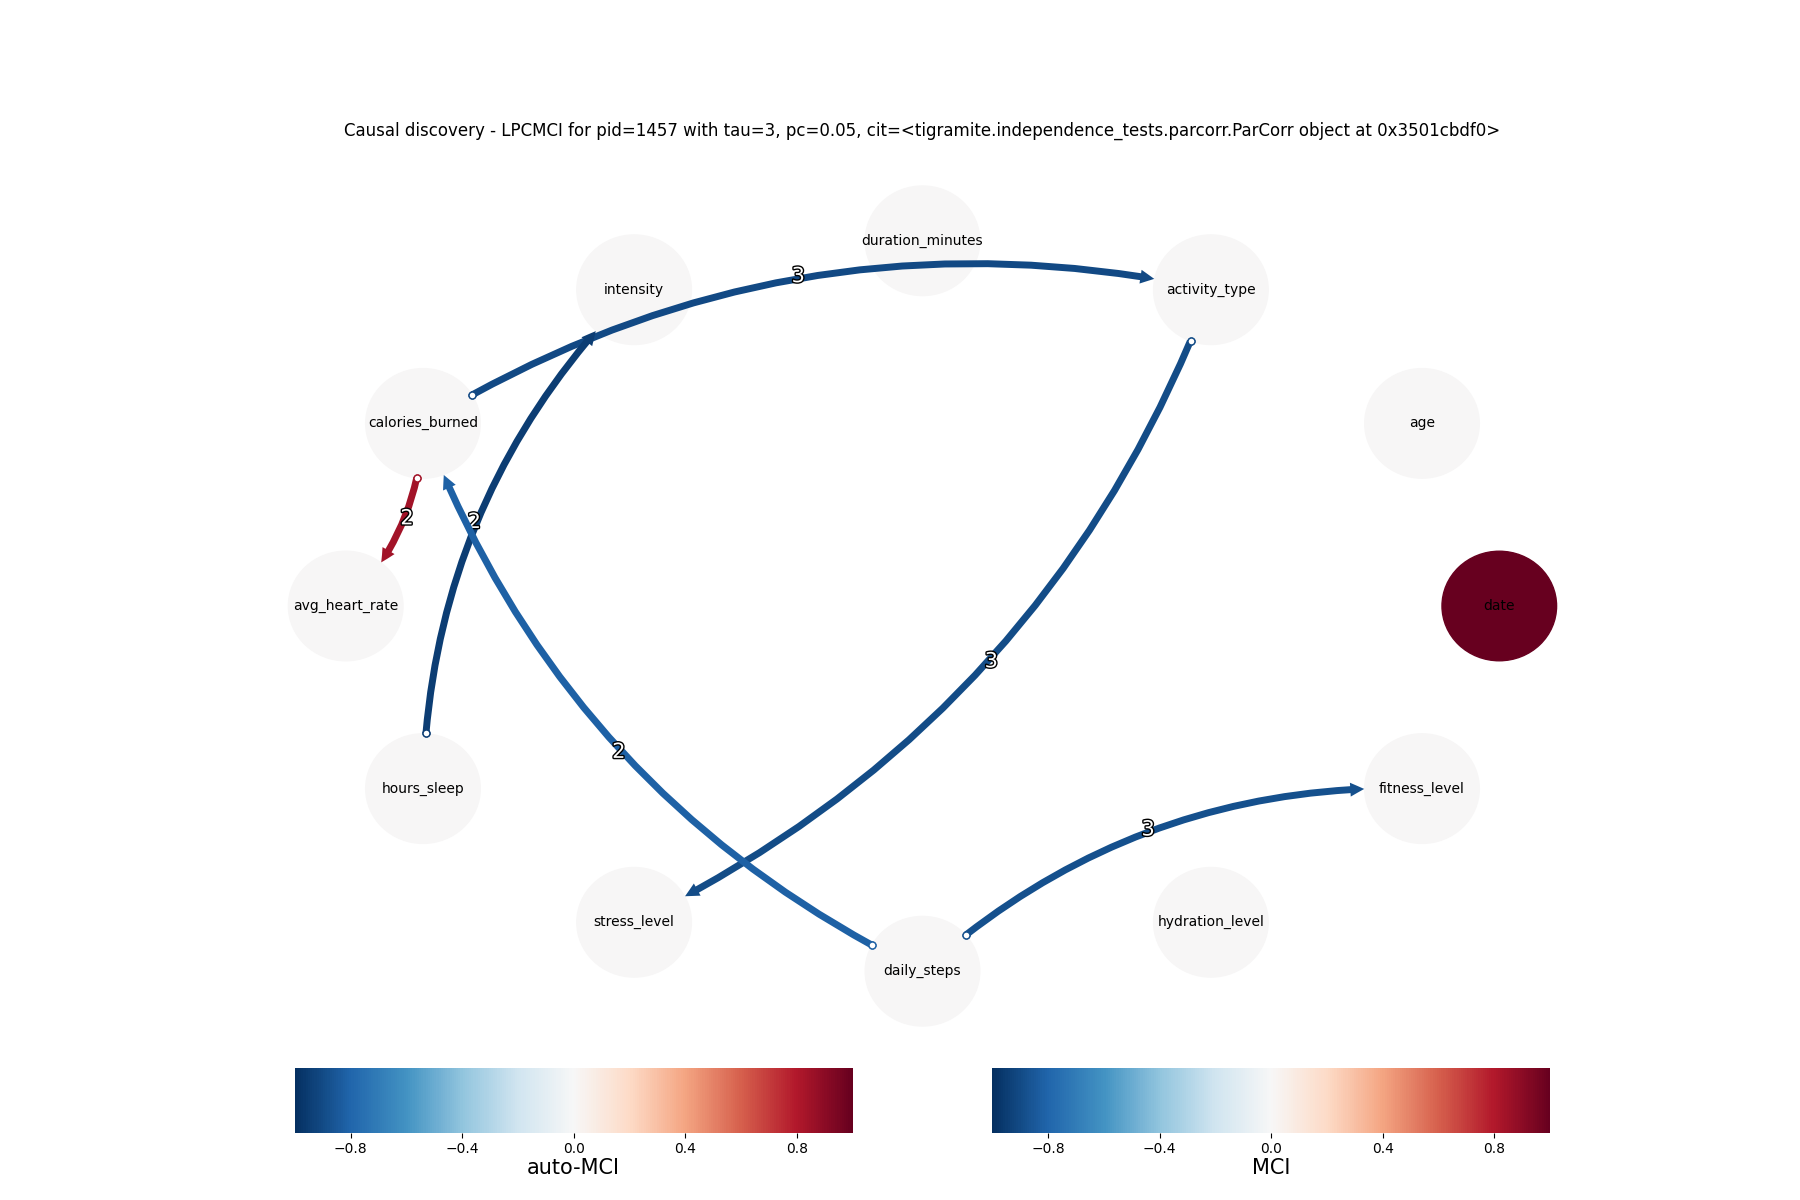 Causal discovery - LPCMCI for pid=1457 with tau=3, pc=0.05, cit=<tigramite.independence_tests.parcorr.ParCorr object at 0x3501cbdf0>
duration_minutes
intensity
activity_type
3
calories_burned
age
2
2
avg_heart_rate
date
3
2
hours_sleep
fitness_level
3
stress_level
hydration_level
daily_steps
−0.8 −0.4 0.0 0.4 0.8
auto-MCI
−0.8 −0.4 0.0 0.4 0.8
MCI